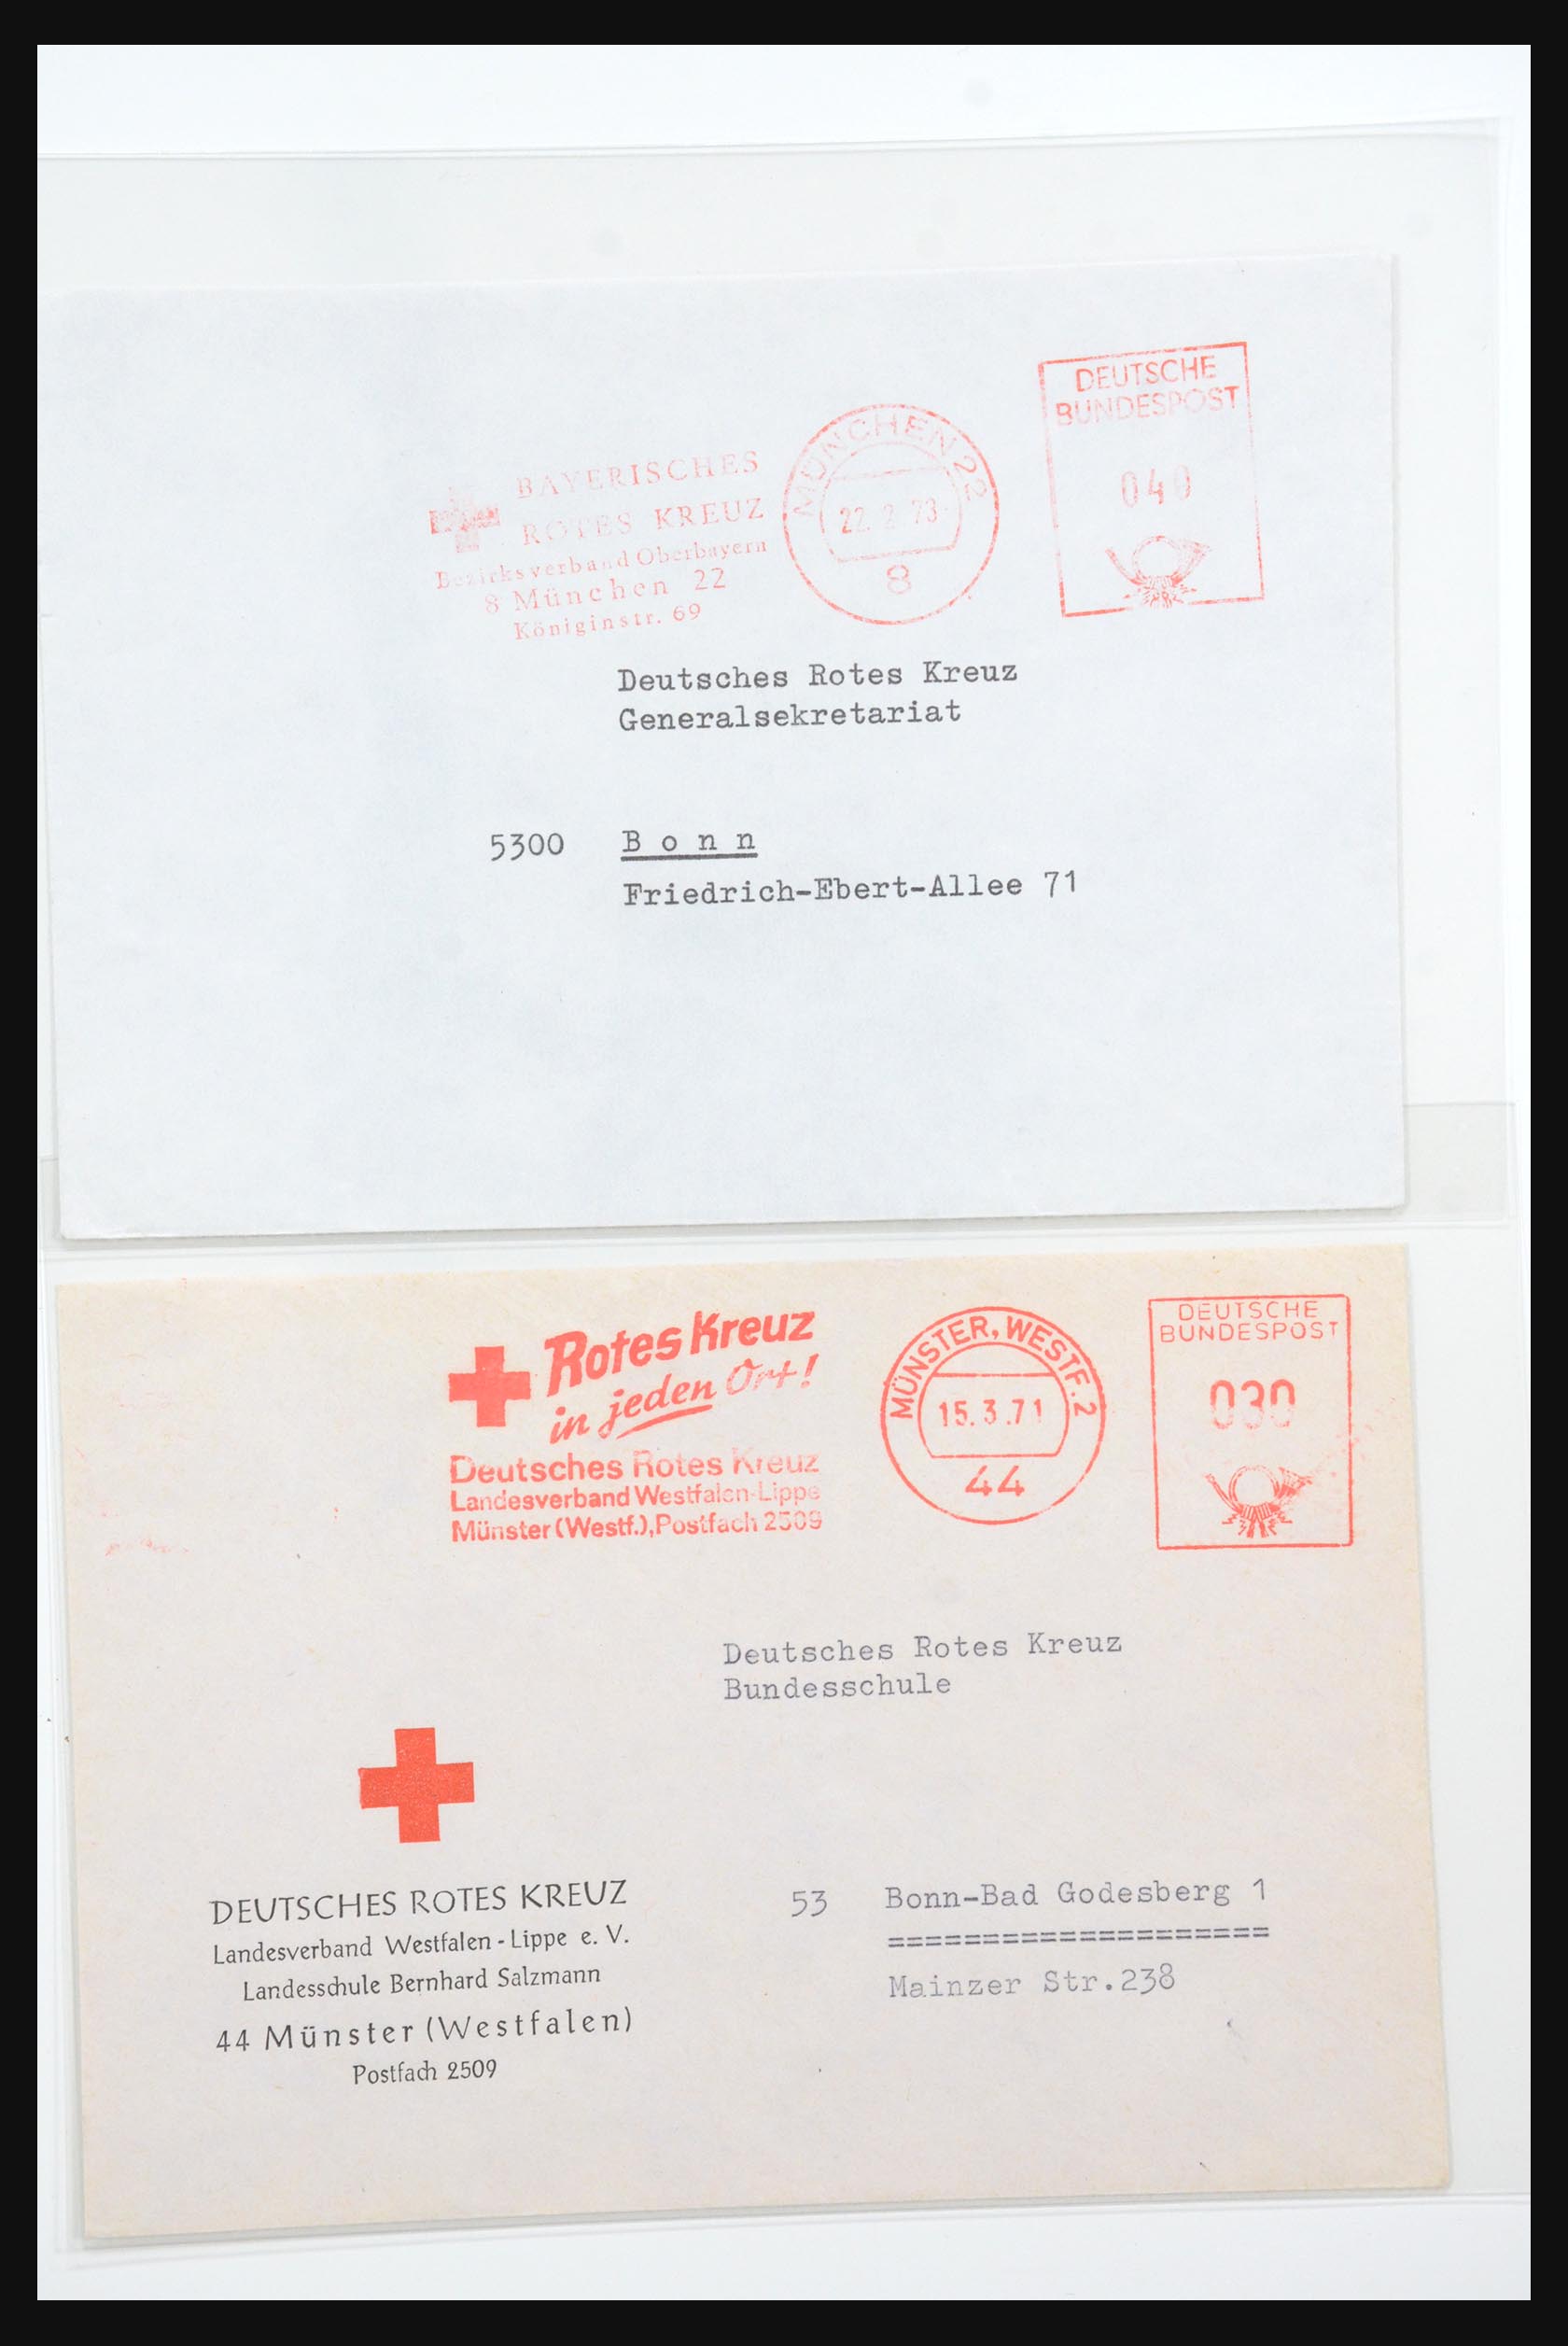 BAYERISCHES
ROTES KREUZ
Bezirksverband Oberbayern
8 München 22
Königinstr. 69
MÜNCHEN 22
22. 2 73
8
DEUTSCHE
BUNDESPOST
040
Deutsches Rotes Kreuz
Generalsekretariat
5300 B o n n
Friedrich-Ebert-Allee 71
Rotes Kreuz
in jeden Ort!
Deutsches Rotes Kreuz
Landesverband Westfalen-Lippe
Münster (Westf.), Postfach 2509
MÜNSTER, WESTF. 2
15.3.71
44
DEUTSCHE
BUNDESPOST
030
Deutsches Rotes Kreuz
Bundesschule
DEUTSCHES ROTES KREUZ
Landesverband Westfalen - Lippe e. V.
Landesschule Bernhard Salzmann
44 Münster (Westfalen)
Postfach 2509
53 Bonn-Bad Godesberg 1
====================
Mainzer Str.238